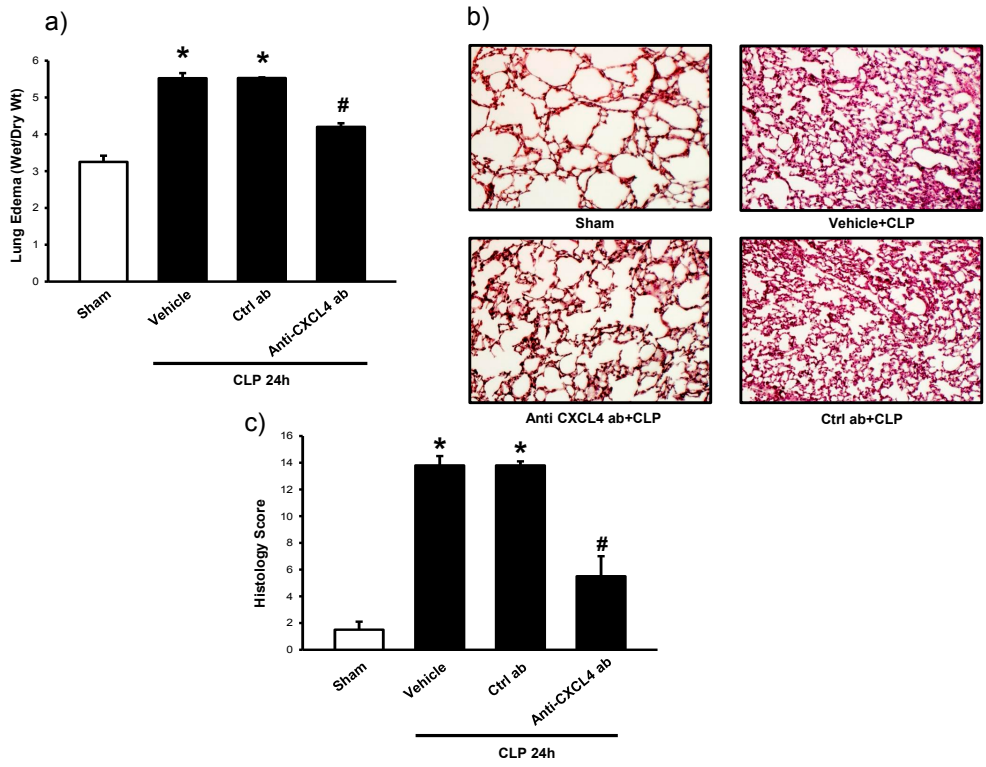 a)
Lung Edema (Wet/Dry Wt)
6
5
4
3
2
1
0
*
*
#
Sham
Vehicle
Ctrl ab
Anti-CXCL4 ab
CLP 24h
b)
Sham
Vehicle+CLP
Anti CXCL4 ab+CLP
Ctrl ab+CLP
c)
Histology Score
16
14
12
10
8
6
4
2
0
*
*
#
Sham
Vehicle
Ctrl ab
Anti-CXCL4 ab
CLP 24h